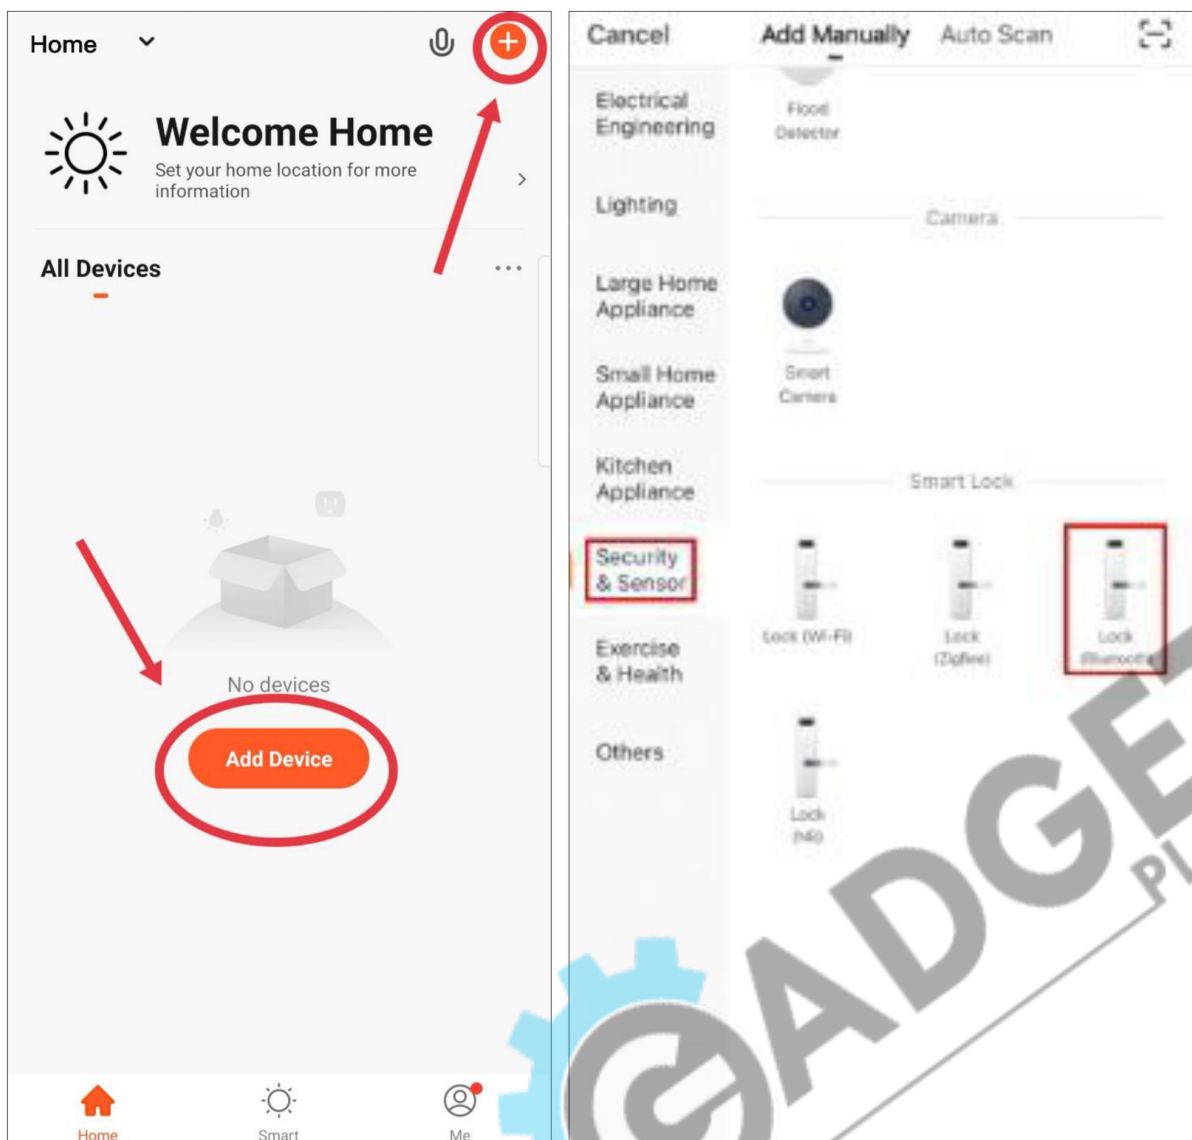 Home
Welcome Home
Set your home location for more
information
All Devices
No devices
Add Device
Home
Smart
Me
Cancel
Add Manually
Auto Scan
Electrical
Engineering
Lighting
Large Home
Appliance
Small Home
Appliance
Kitchen
Appliance
Security
& Sensor
Exercise
& Health
Others
Flood
Detector
Camera
Smart
Camera
Smart Lock
Lock (Wi-Fi)
Lock
(ZigBee)
Lock
(Bluetooth)
Lock
GADGET